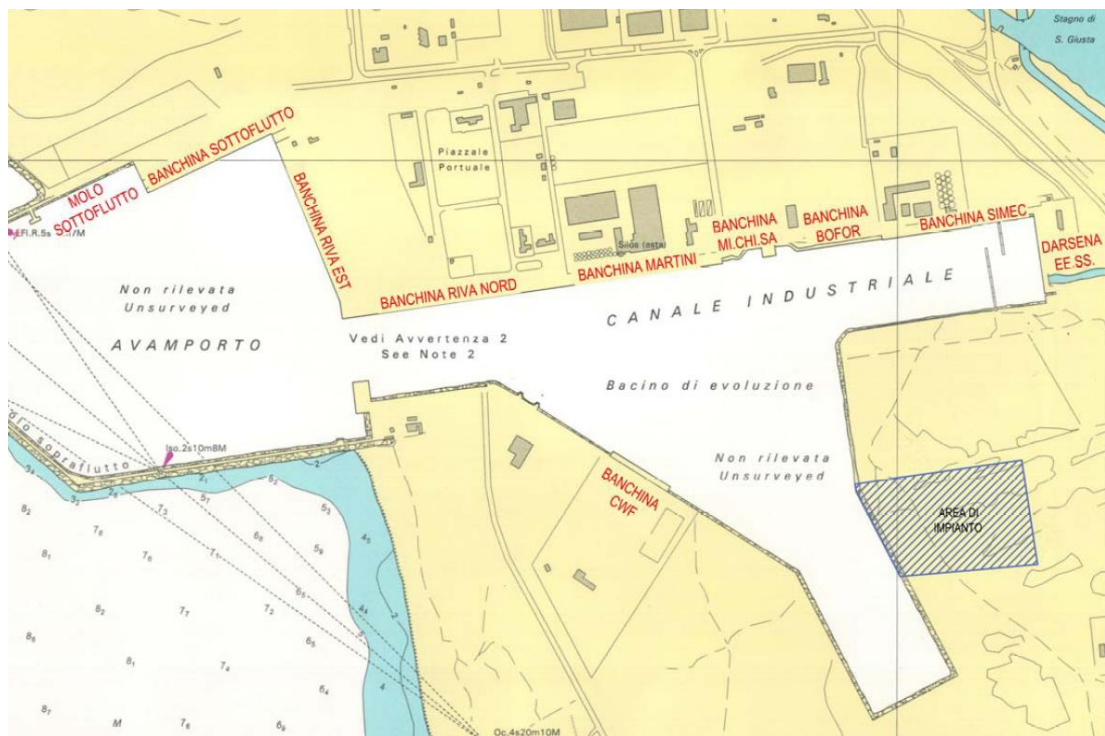 Stagno di
S. Giusta
BANCHINA SOTTOFLUTTO
MOLO
SOTTOFLUTTO
Piazzale
Portuale
BANCHINA RIVA EST
BANCHINA
MI.CHI.SA
BANCHINA
BOFOR
BANCHINA SIMEC
DARSENA
EE.SS.
Silos
BANCHINA MARTINI
BANCHINA RIVA NORD
CANALE INDUSTRIALE
Non rilevata
Unsurveyed
AVAMPORTO
Vedi Avvertenza 2
See Note 2
Bacino di evoluzione
Non rilevata
Unsurveyed
BANCHINA
CWF
AREA DI
IMPIANTO
Iso.2s10m8M
sopraflutto
M
Oc.4s20m10M